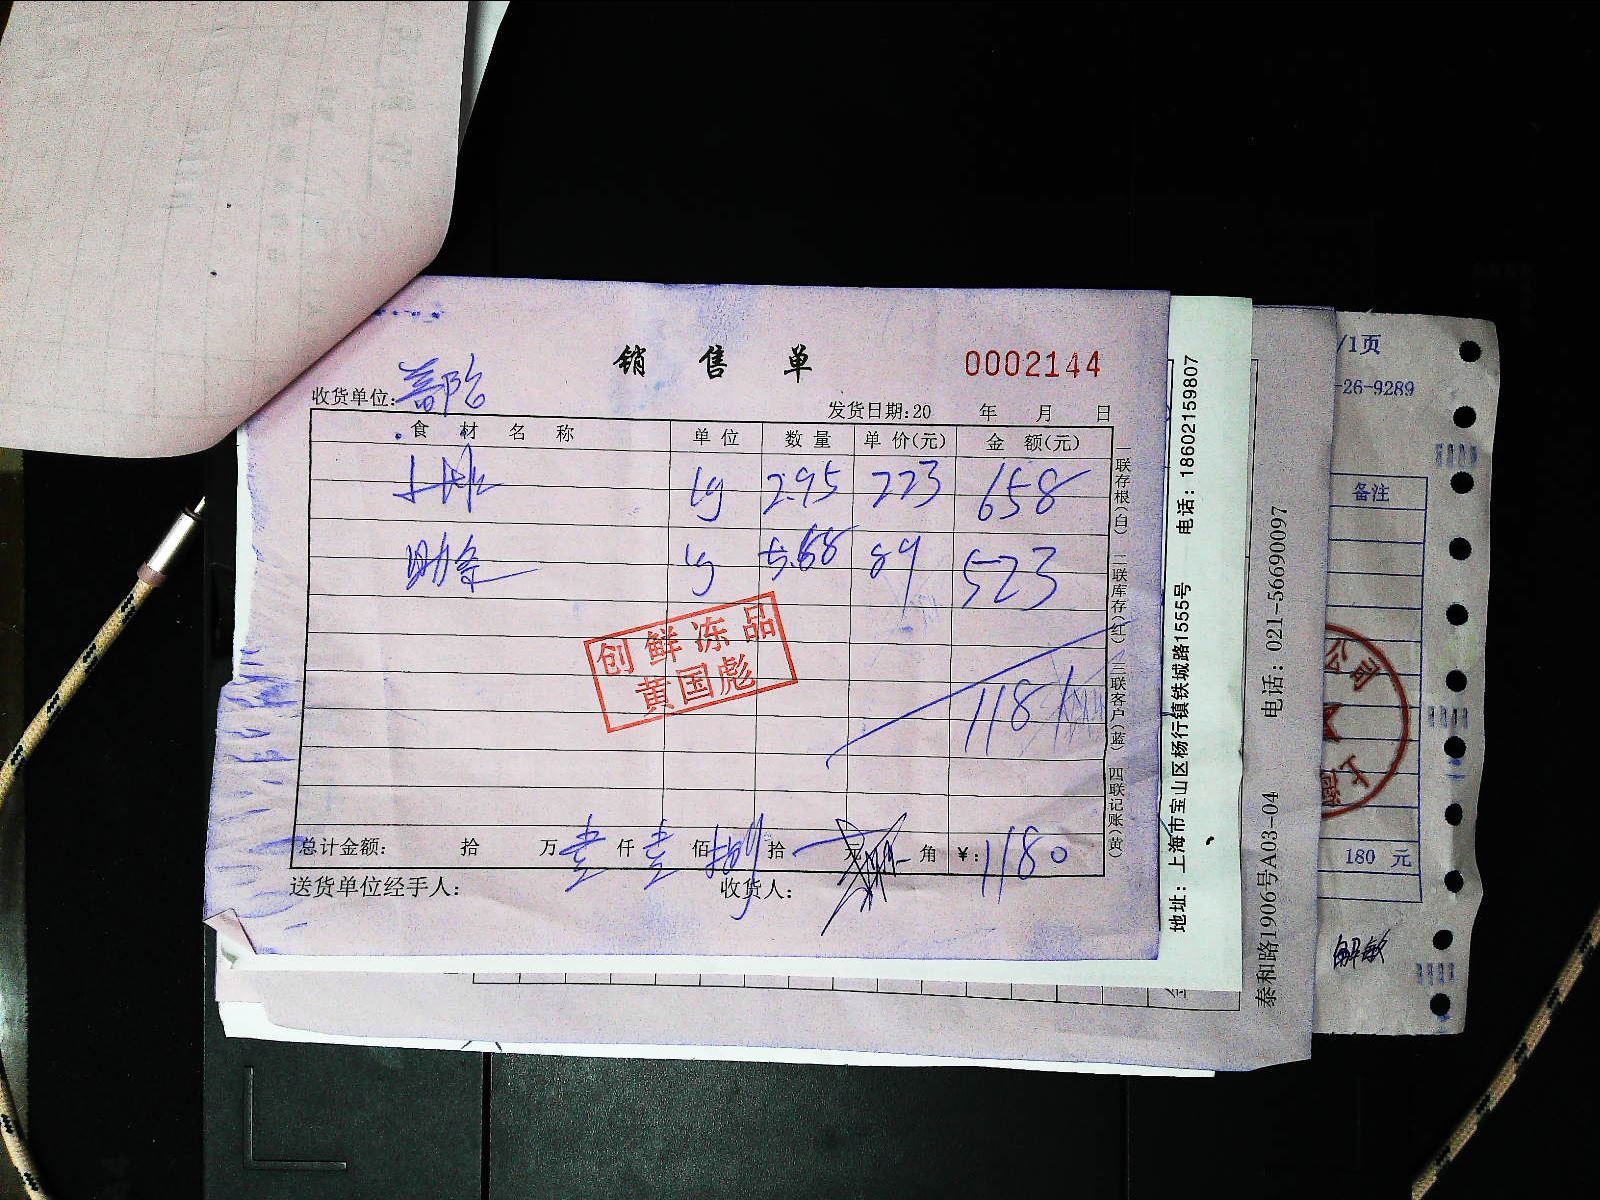 销售单 0002144
收货单位: 发货日期:20 年 月 日
食材名称 单位 数量 单价(元) 金额(元)
kg 2.95 223 658
肋条 kg 5.88 89 523
创鲜冻品
黄国彪
1181
总计金额: 拾 万 壹 仟 壹 佰 捌 拾 元 角 ¥:1180
送货单位经手人: 收货人:
一联存根(白) 二联库存(红) 三联客户(蓝) 四联记账(黄)
地址:上海市宝山区杨行镇铁城路1555号 电话:18602159807
泰和路1906号A03-04 电话:021-56690097
/1页
-26-9289
备注
公司
180 元